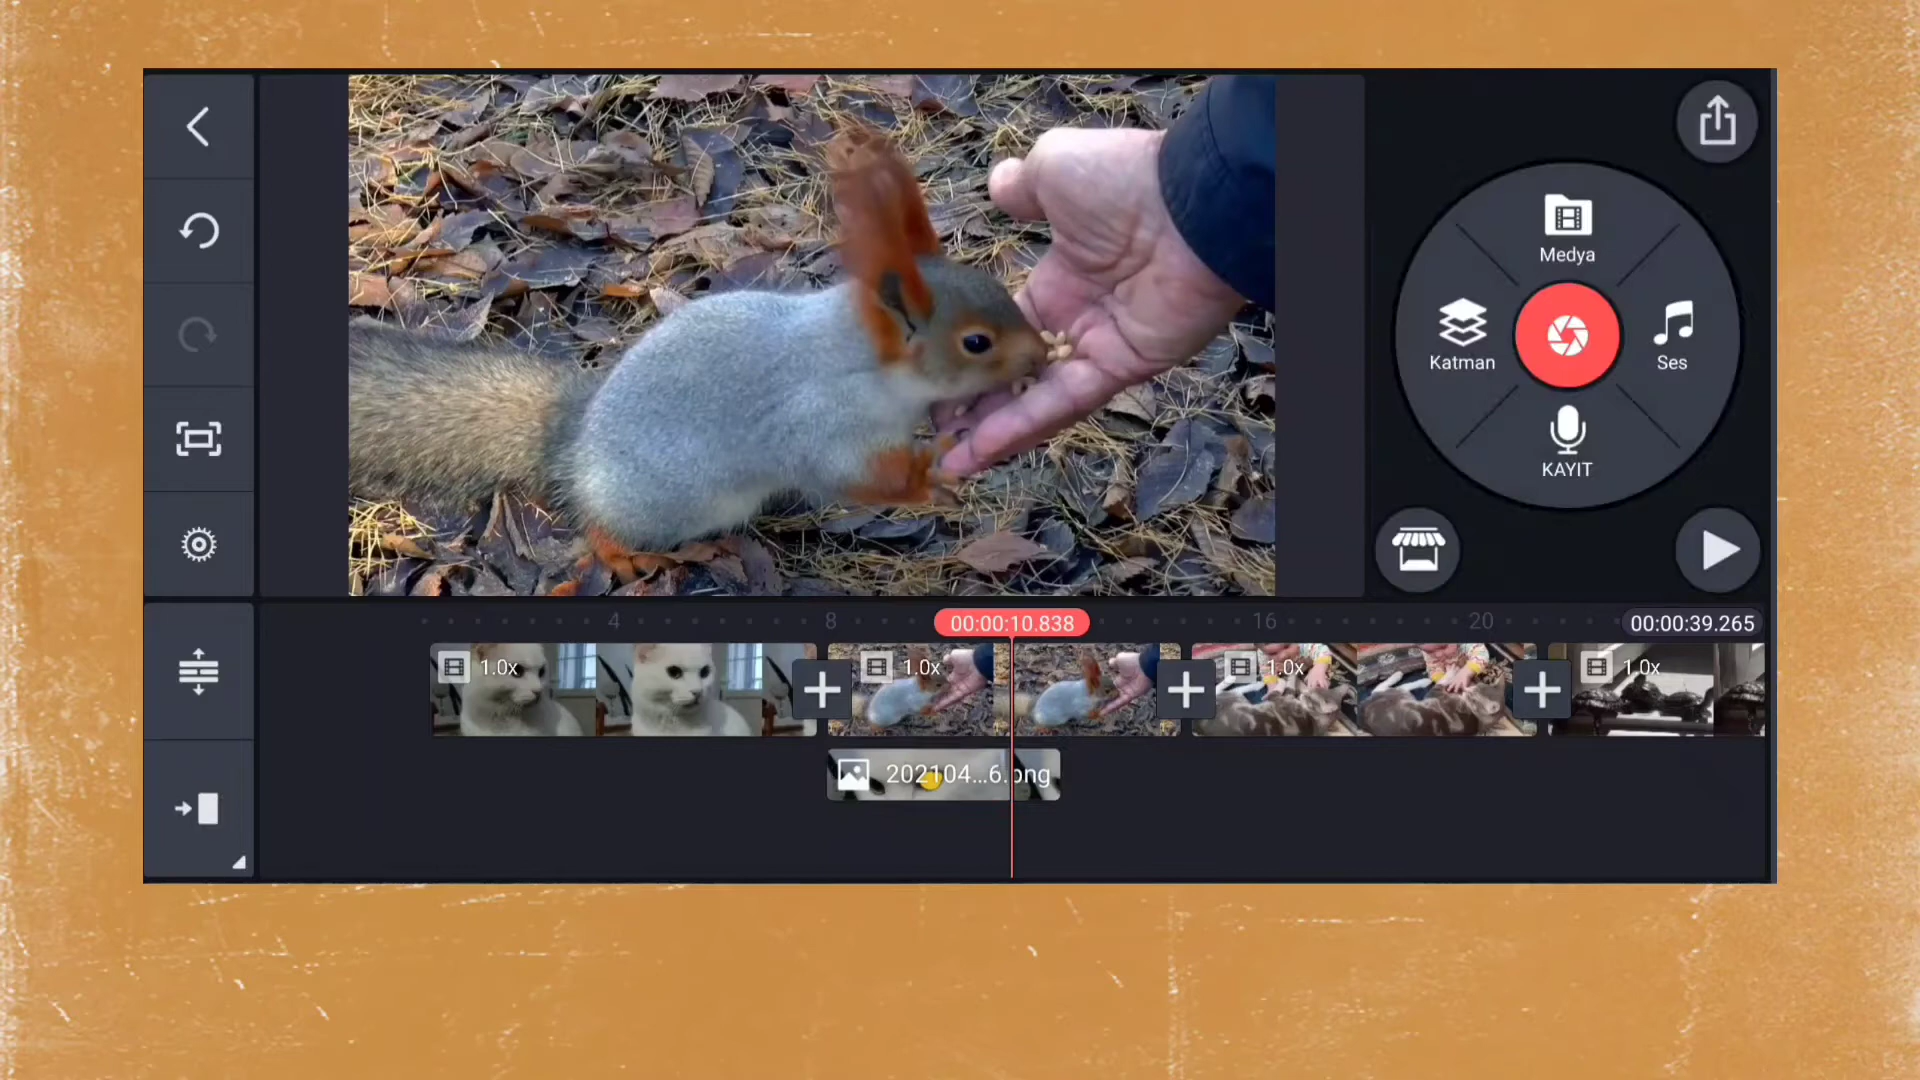 Medya
Katman
Ses
KAYIT
4
8
00:00:10.838
16
20
00:00:39.265
1.0x
1.0x
1.0x
1.0x
202104...6.png